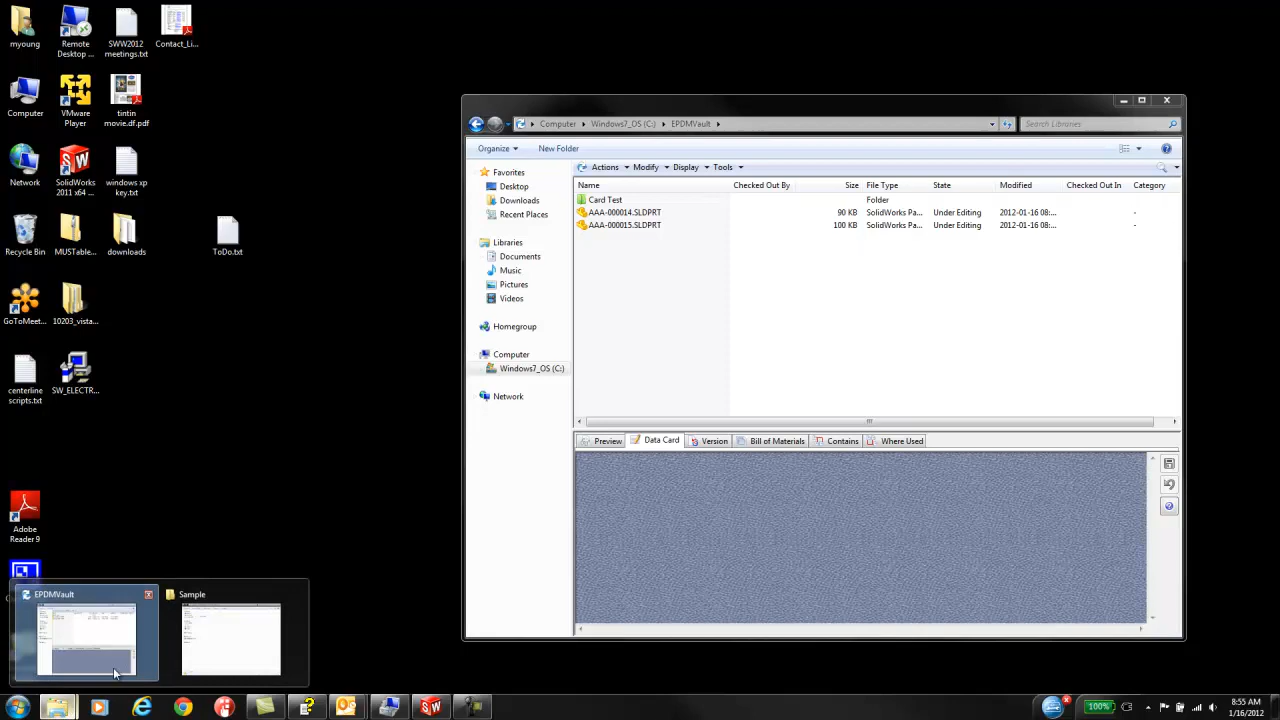 myoung
Remote
Desktop ...
SWW2012
meetings.txt
Contact_Li...
Computer
VMware
Player
tintin
movie.df.pdf
Network
SolidWorks
2011 x64 ...
windows xp
key.txt
Recycle Bin
MUSTable...
downloads
ToDo.txt
GoToMeet...
10203_vista...
centerline
scripts.txt
SW_ELECTR...
Adobe
Reader 9
Computer
Windows7_OS (C:)
EPDMVault
Search Libraries
Organize
New Folder
Favorites
Desktop
Downloads
Recent Places
Libraries
Documents
Music
Pictures
Videos
Homegroup
Computer
Windows7_OS (C:)
Network
Actions Modify Display Tools
Name Checked Out By Size File Type State Modified Checked Out In Category
Card Test Folder
AAA-000014.SLDPRT 90 KB SolidWorks Pa... Under Editing 2012-01-16 08:... -
AAA-000015.SLDPRT 100 KB SolidWorks Pa... Under Editing 2012-01-16 08:... -
Preview Data Card Version Bill of Materials Contains Where Used
EPDMVault
Sample
100%
8:55 AM
1/16/2012